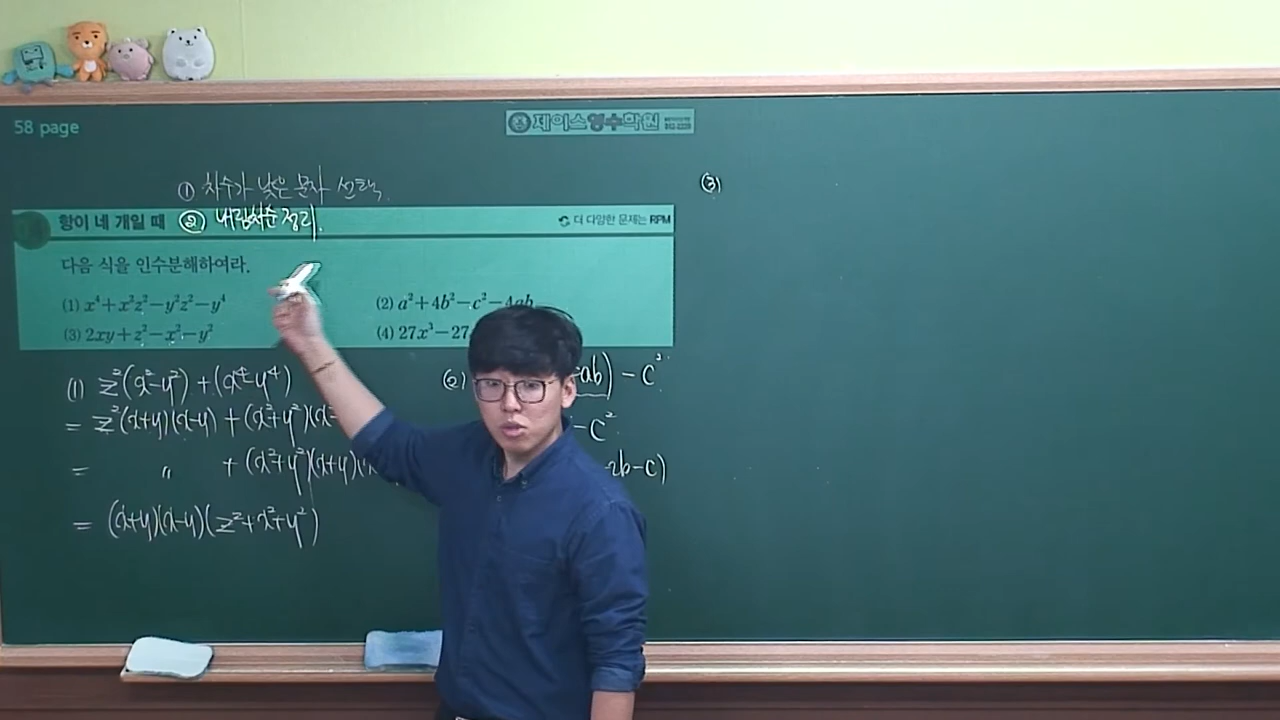 58 page
제이스영수학원
① 차수가 낮은 문자 선택.
항이 네 개일 때 ② 내림차순 정리. 더 다양한 문제는 RPM
다음 식을 인수분해하여라.
(1) x⁴+x²z²−y²z²−y⁴ (2) a²+4b²−c²−4ab
(3) 2xy+z²−x²−y² (4) 27x³−27
(1) z²(x²-y²) + (x⁴-y⁴)
= z²(x+y)(x-y) + (x²+y²)(x²
= 〃 + (x²+y²)(x+y)(x
= (x+y)(x-y)(z²+x²+y²)
(2) ab) - c²
- c²
-2b-c)
(3)